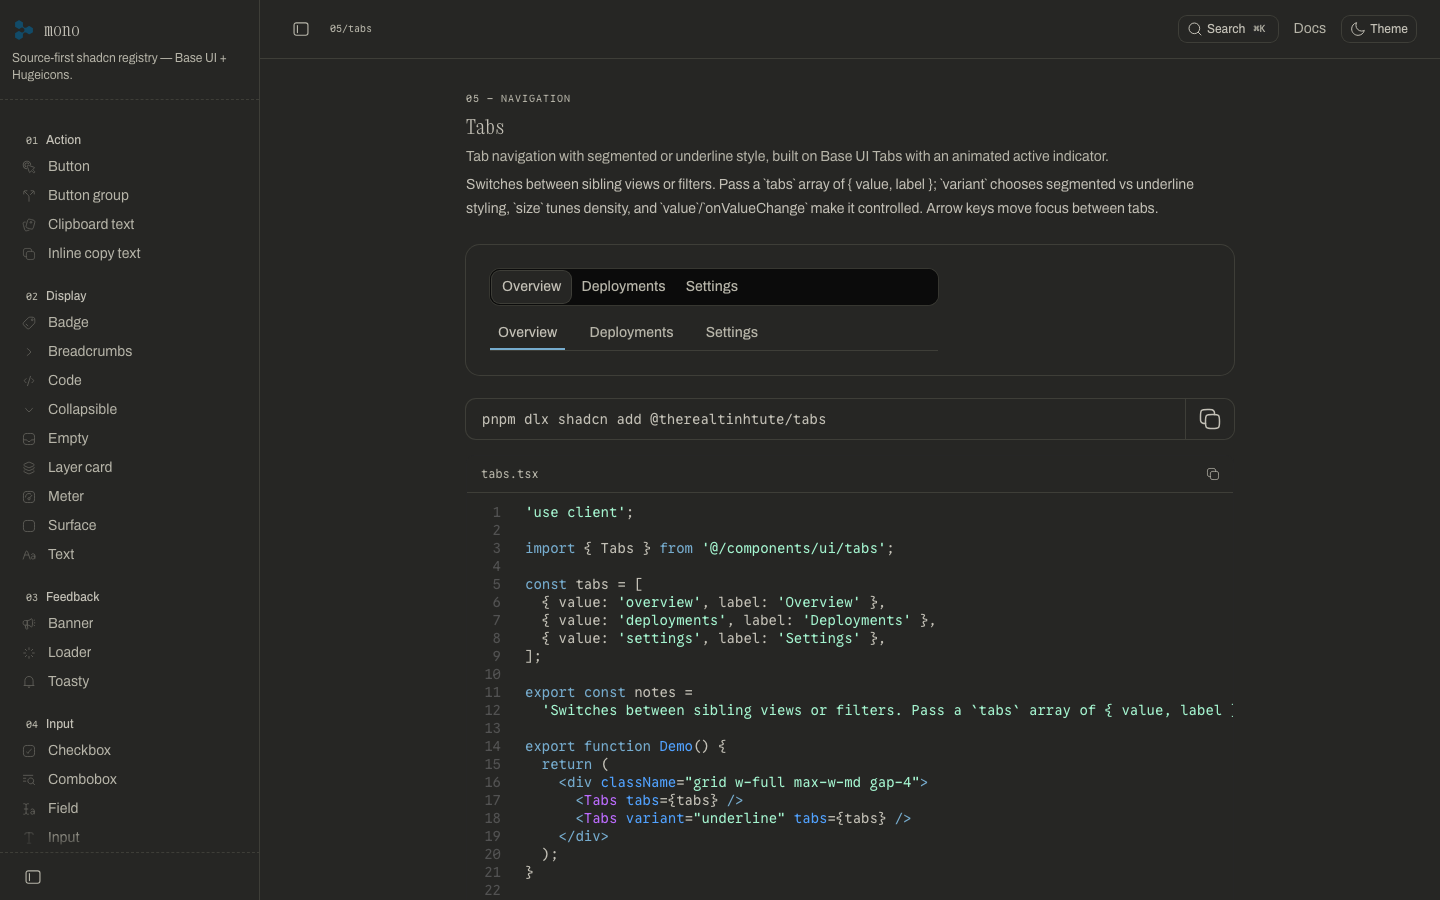 mono
Source-first shadcn registry — Base UI +
Hugeicons.
01 Action
Button
Button group
Clipboard text
Inline copy text
02 Display
Badge
Breadcrumbs
Code
Collapsible
Empty
Layer card
Meter
Surface
Text
03 Feedback
Banner
Loader
Toasty
04 Input
Checkbox
Combobox
Field
Input
05/tabs
Search ⌘K
Docs
Theme
05 — NAVIGATION
Tabs
Tab navigation with segmented or underline style, built on Base UI Tabs with an animated active indicator.
Switches between sibling views or filters. Pass a `tabs` array of { value, label }; `variant` chooses segmented vs underline
styling, `size` tunes density, and `value`/`onValueChange` make it controlled. Arrow keys move focus between tabs.
Overview Deployments Settings
Overview Deployments Settings
pnpm dlx shadcn add @therealtinhtute/tabs
tabs.tsx
1 'use client';
2
3 import { Tabs } from '@/components/ui/tabs';
4
5 const tabs = [
6   { value: 'overview', label: 'Overview' },
7   { value: 'deployments', label: 'Deployments' },
8   { value: 'settings', label: 'Settings' },
9 ];
10
11 export const notes =
12   'Switches between sibling views or filters. Pass a `tabs` array of { value, label }
13
14 export function Demo() {
15   return (
16     <div className="grid w-full max-w-md gap-4">
17       <Tabs tabs={tabs} />
18       <Tabs variant="underline" tabs={tabs} />
19     </div>
20   );
21 }
22